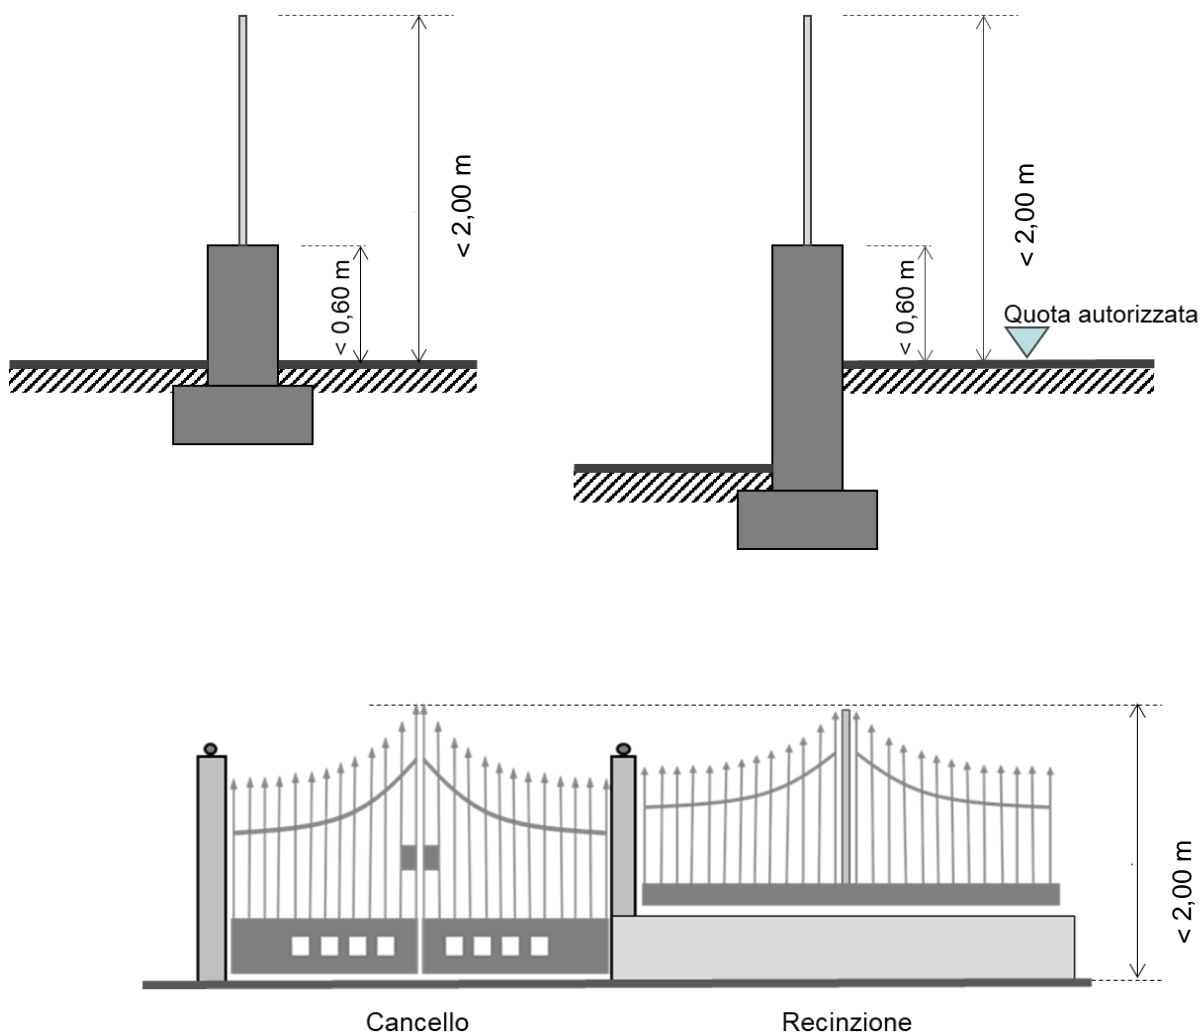 < 2,00 m
< 0,60 m
< 2,00 m
< 0,60 m
Quota autorizzata
< 2,00 m
Cancello
Recinzione